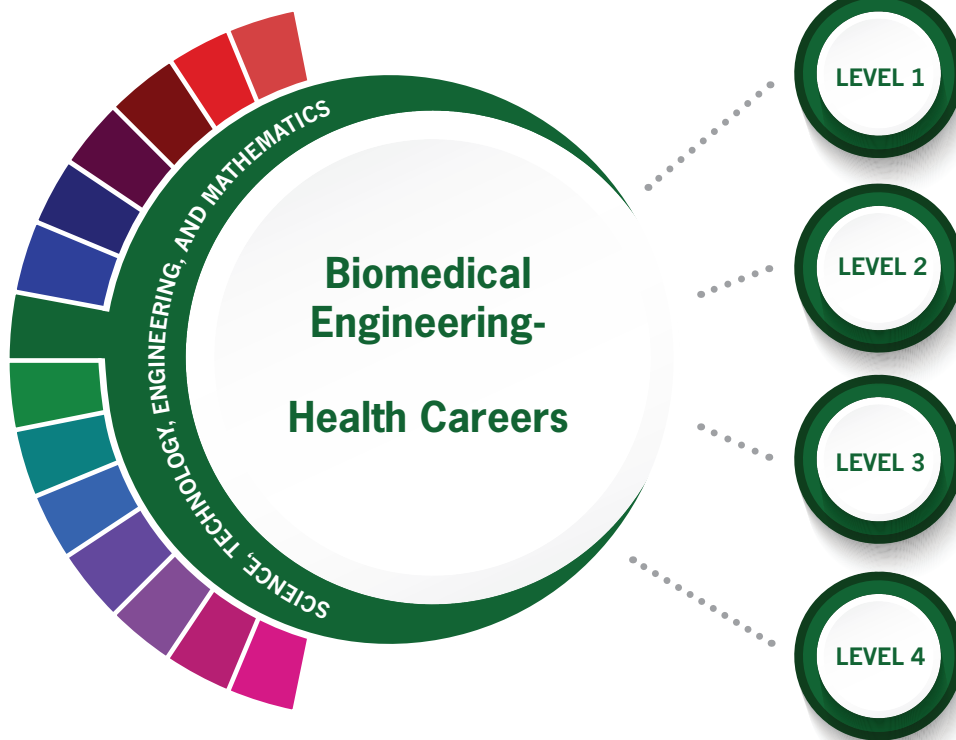 SCIENCE, TECHNOLOGY, ENGINEERING, AND MATHEMATICS
Biomedical
Engineering-
Health Careers
LEVEL 1
LEVEL 2
LEVEL 3
LEVEL 4